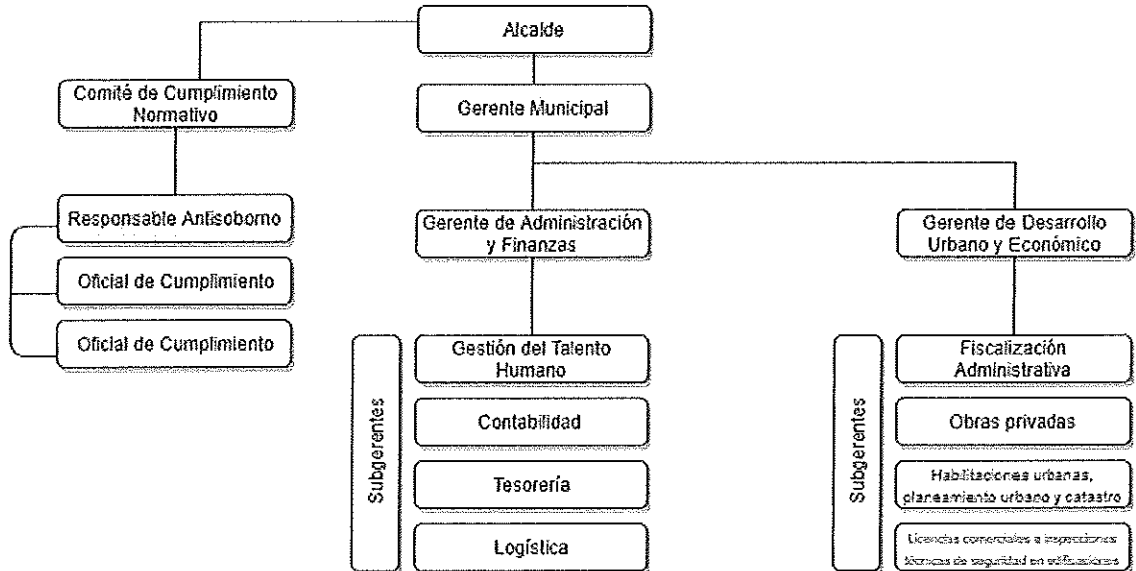 Alcalde
Comité de Cumplimiento
Normativo
Gerente Municipal
Responsable Antisoborno
Oficial de Cumplimiento
Oficial de Cumplimiento
Gerente de Administración
y Finanzas
Gerente de Desarrollo
Urbano y Económico
Subgerentes
Gestión del Talento
Humano
Contabilidad
Tesorería
Logística
Subgerentes
Fiscalización
Administrativa
Obras privadas
Habilitaciones urbanas,
planeamiento urbano y catastro
Licencias comerciales e inspecciones
técnicas de seguridad en edificaciones